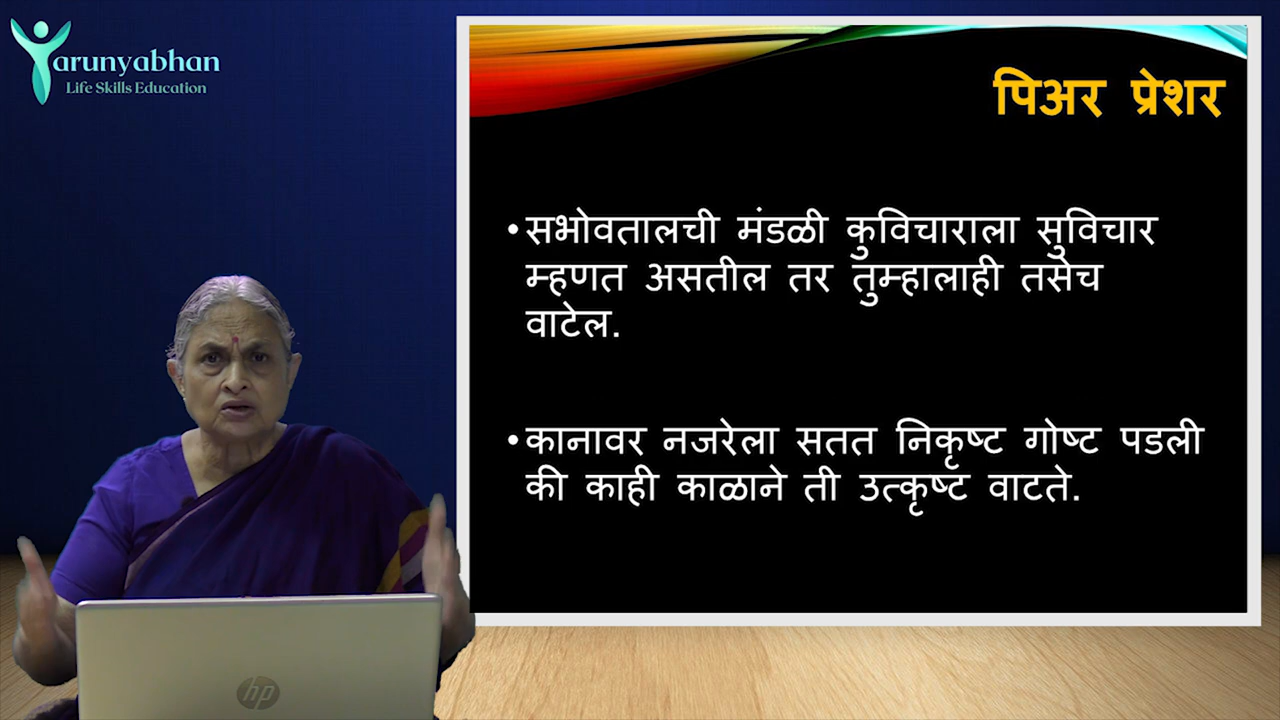 Yarunyabhan
Life Skills Education
पिअर प्रेशर
•सभोवतालची मंडळी कुविचाराला सुविचार
म्हणत असतील तर तुम्हालाही तसेच
वाटेल.
•कानावर नजरेला सतत निकृष्ट गोष्ट पडली
की काही काळाने ती उत्कृष्ट वाटते.
hp